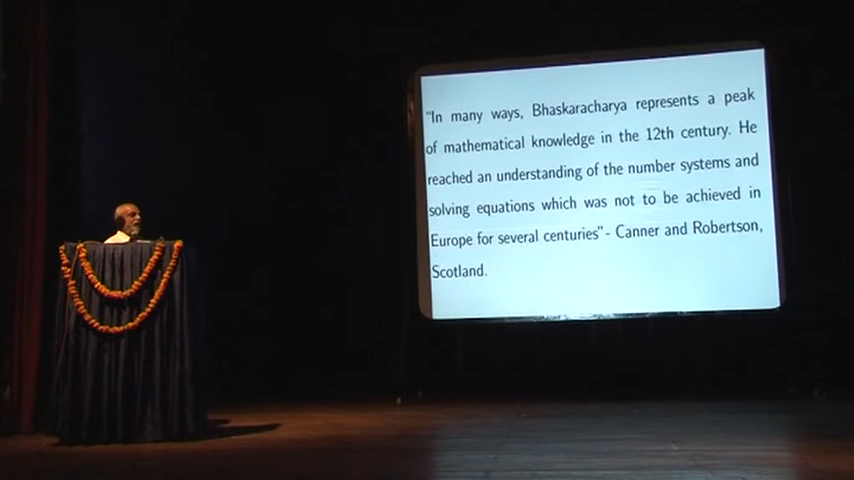 "In many ways, Bhaskaracharya represents a peak
of mathematical knowledge in the 12th century. He
reached an understanding of the number systems and
solving equations which was not to be achieved in
Europe for several centuries"- Canner and Robertson,
Scotland.